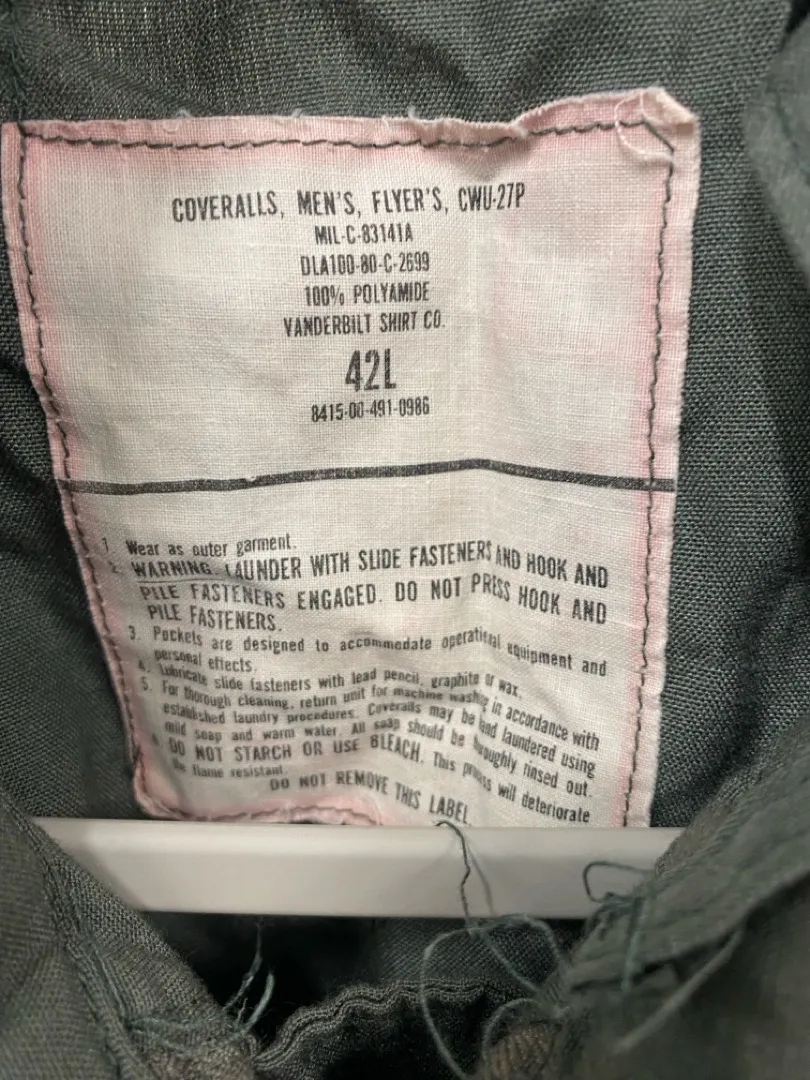 COVERALLS, MEN'S, FLYER'S, CWU-27P
MIL-C-83141A
DLA100-80-C-2699
100% POLYAMIDE
VANDERBILT SHIRT CO.
42L
8415-00-491-0986
1. Wear as outer garment.
2. WARNING. LAUNDER WITH SLIDE FASTENERS AND HOOK AND
PILE FASTENERS ENGAGED. DO NOT PRESS HOOK AND
PILE FASTENERS.
3. Pockets are designed to accommodate operational equipment and
personal effects.
4. Lubricate slide fasteners with lead pencil, graphite or wax.
5. For thorough cleaning, return unit for machine washing in accordance with
established laundry procedures. Coveralls may be hand laundered using
mild soap and warm water. All soap should be thoroughly rinsed out.
DO NOT STARCH OR USE BLEACH. This process will deteriorate
the flame resistant.
DO NOT REMOVE THIS LABEL